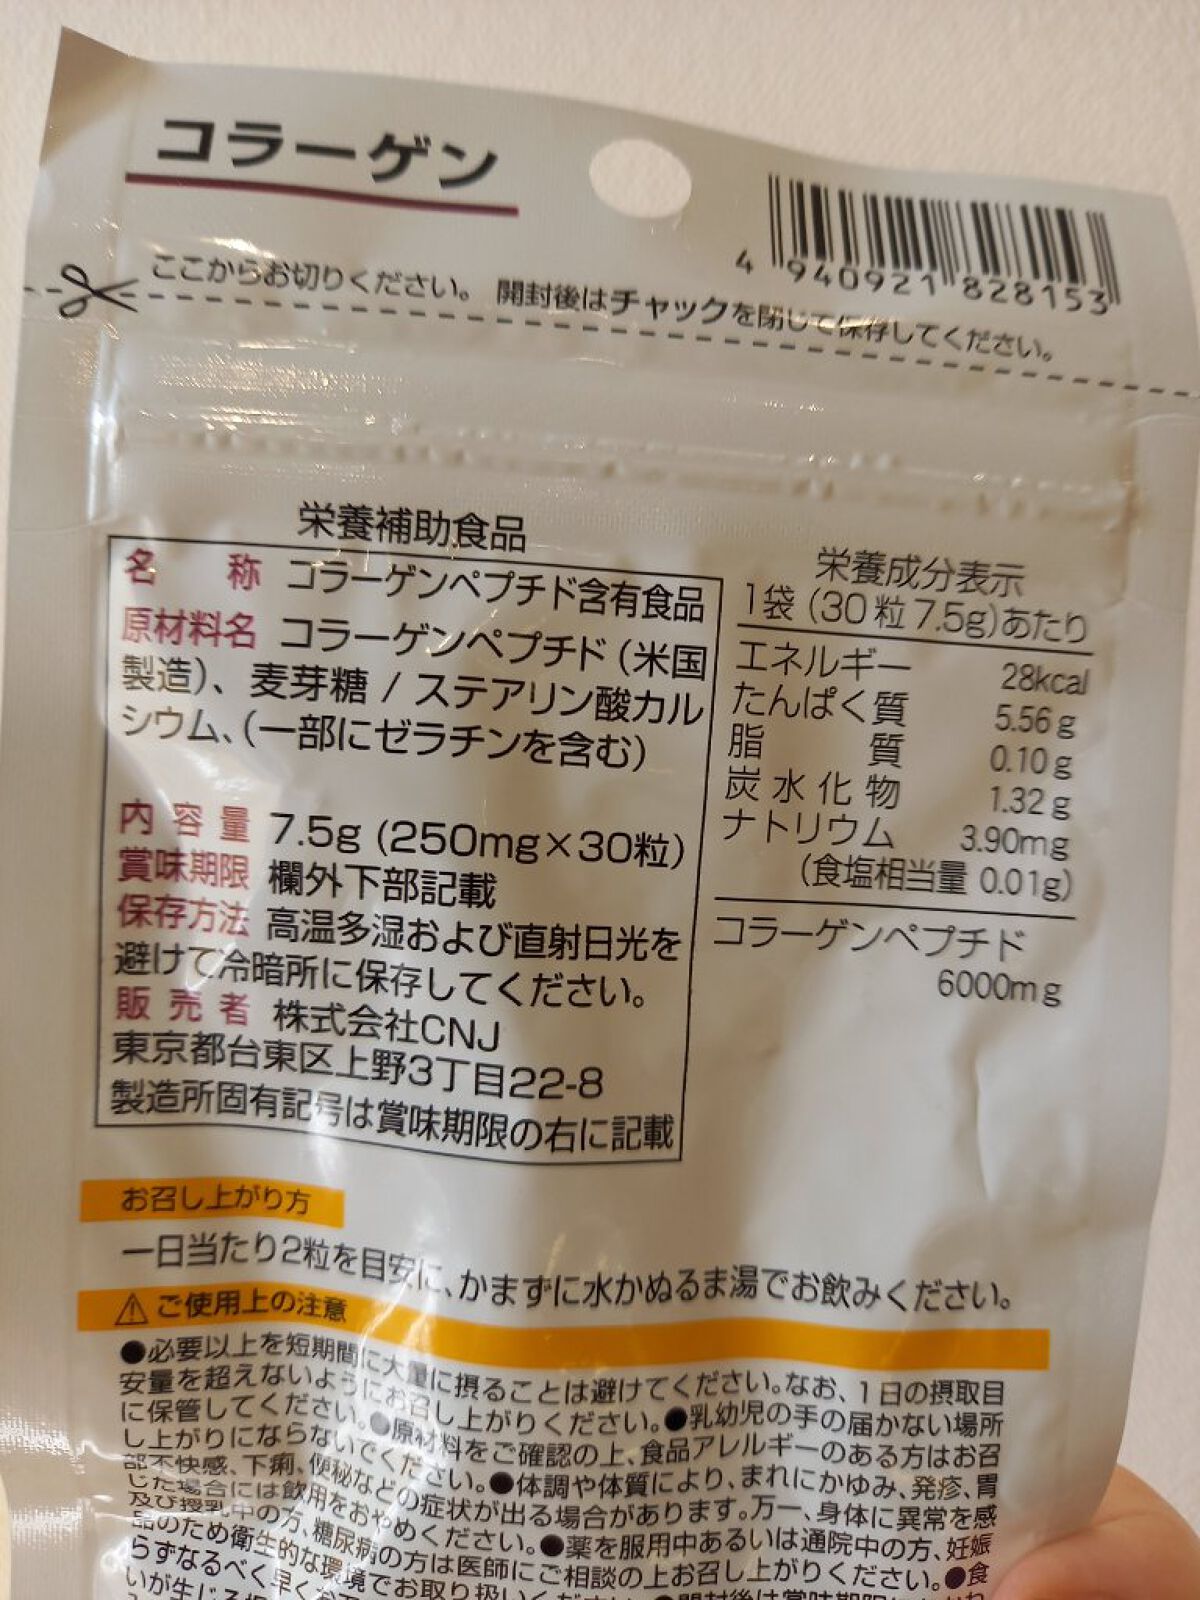 コラーゲン
4 940921 828153
ここからお切りください。 開封後はチャックを閉じて保存してください。
栄養補助食品
名 称 コラーゲンペプチド含有食品
原材料名 コラーゲンペプチド(米国
製造)、麦芽糖 / ステアリン酸カル
シウム、(一部にゼラチンを含む)
内容量 7.5g (250mg×30粒)
賞味期限 欄外下部記載
保存方法 高温多湿および直射日光を
避けて冷暗所に保存してください。
販売者 株式会社CNJ
東京都台東区上野3丁目22-8
製造所固有記号は賞味期限の右に記載
栄養成分表示
1袋 (30粒 7.5g)あたり
エネルギー 28kcal
たんぱく質 5.56g
脂質 0.10g
炭水化物 1.32g
ナトリウム 3.90mg
(食塩相当量 0.01g)
コラーゲンペプチド
6000mg
お召し上がり方
一日当たり2粒を目安に、かまずに水かぬるま湯でお飲みください。
⚠ご使用上の注意
●必要以上を短期間に大量に摂ることは避けてください。なお、1日の摂取目
安量を超えないようにお召し上がりください。●乳幼児の手の届かない場所
に保管してください。●原材料をご確認の上、食品アレルギーのある方はお召
し上がりにならないでください。●体調や体質により、まれにかゆみ、発疹、胃
部不快感、下痢、便秘などの症状が出る場合があります。万一、身体に異常を感
じた場合には飲用をおやめください。●薬を服用中あるいは通院中の方、妊娠
及び授乳中の方、糖尿病の方は医師にご相談の上お召し上がりください。●食
品のため衛生的な環境でお取り扱いください。●開封後は賞味期限にかかわ
らずなるべく早く
いが生じる